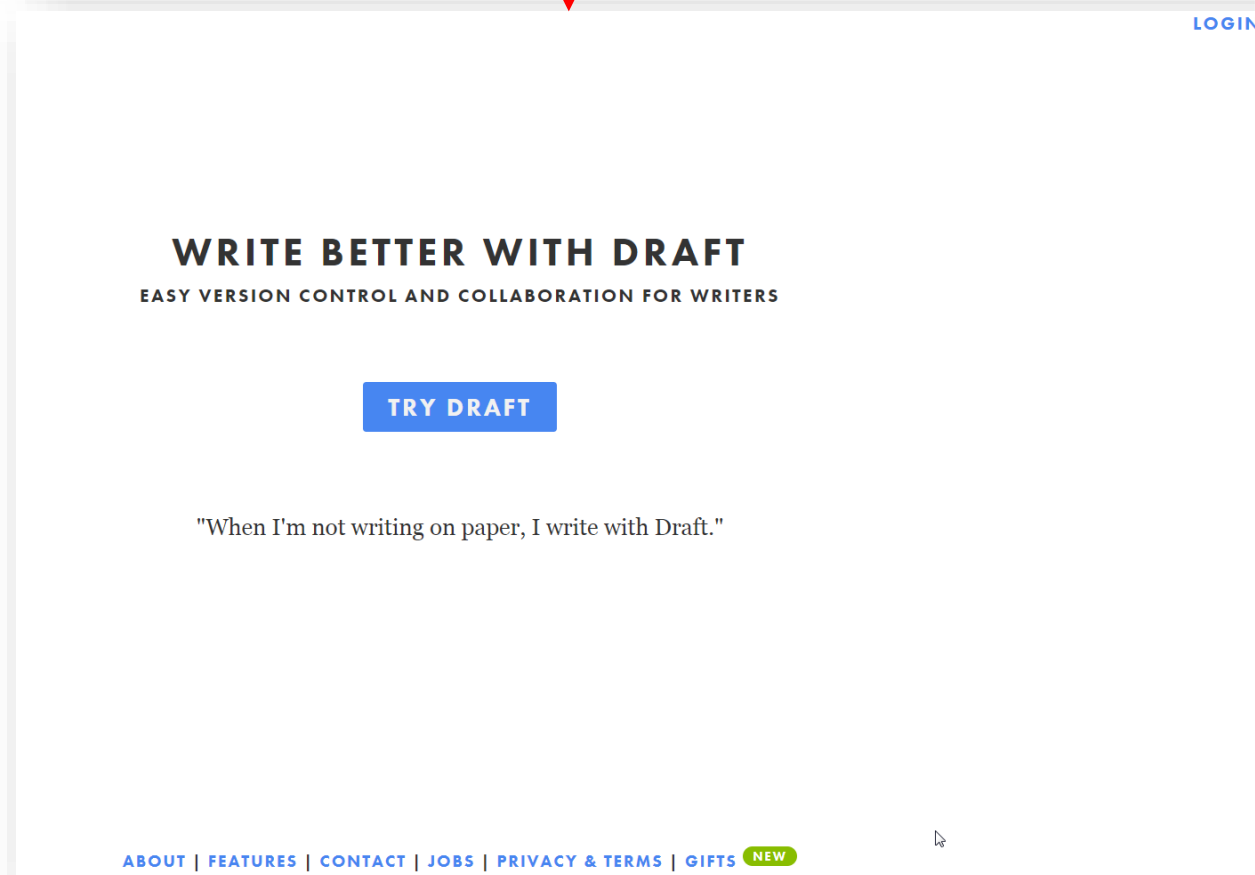 LOGIN
WRITE BETTER WITH DRAFT
EASY VERSION CONTROL AND COLLABORATION FOR WRITERS
TRY DRAFT
"When I'm not writing on paper, I write with Draft."
ABOUT | FEATURES | CONTACT | JOBS | PRIVACY & TERMS | GIFTS NEW